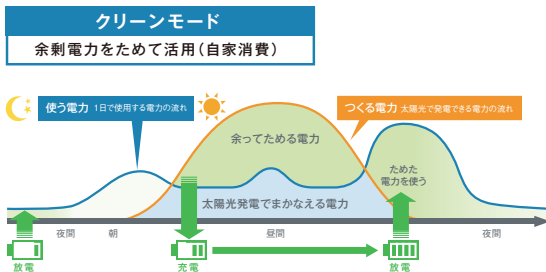 クリーンモード
余剰電力をためて活用(自家消費)
使う電力 1日で使用する電力の流れ
つくる電力 太陽光で発電できる電力の流れ
余ってためる電力
ためた
電力を使う
太陽光発電でまかなえる電力
夜間
朝
昼間
夜間
放電
充電
放電